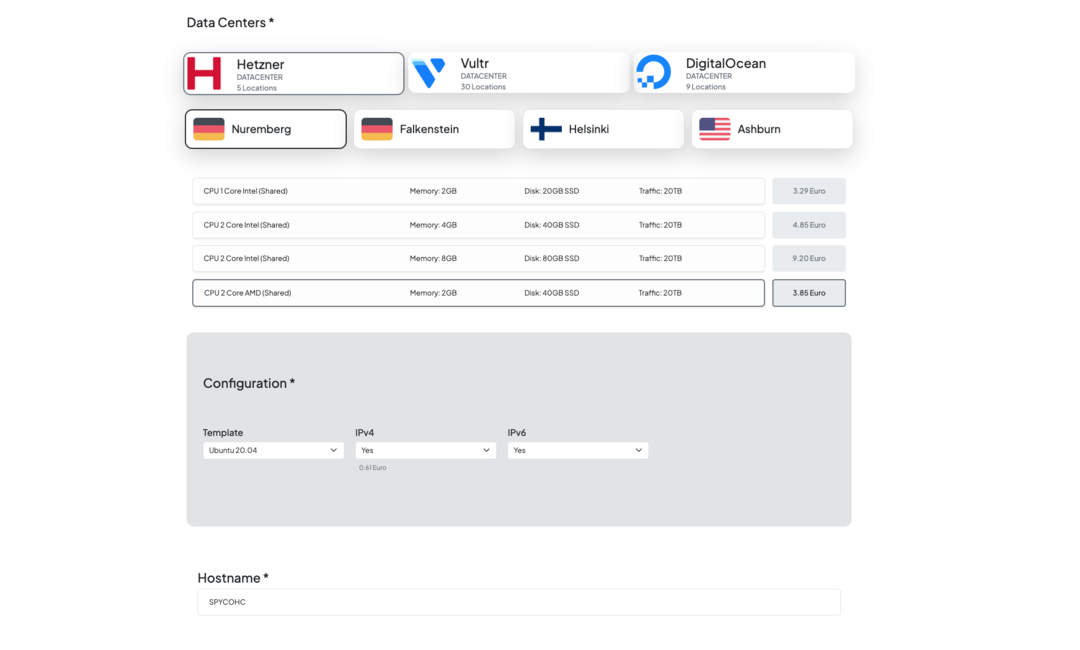 Data Centers *
Hetzner
DATACENTER
5 Locations
Vultr
DATACENTER
30 Locations
DigitalOcean
DATACENTER
9 Locations
Nuremberg
Falkenstein
Helsinki
Ashburn
CPU 1 Core Intel (Shared) Memory: 2GB Disk: 20GB SSD Traffic: 20TB 3.29 Euro
CPU 2 Core Intel (Shared) Memory: 4GB Disk: 40GB SSD Traffic: 20TB 4.85 Euro
CPU 2 Core Intel (Shared) Memory: 8GB Disk: 80GB SSD Traffic: 20TB 9.20 Euro
CPU 2 Core AMD (Shared) Memory: 2GB Disk: 40GB SSD Traffic: 20TB 3.85 Euro
Configuration *
Template IPv4 IPv6
Ubuntu 20.04 Yes Yes
0.61 Euro
Hostname *
SPYCOHC